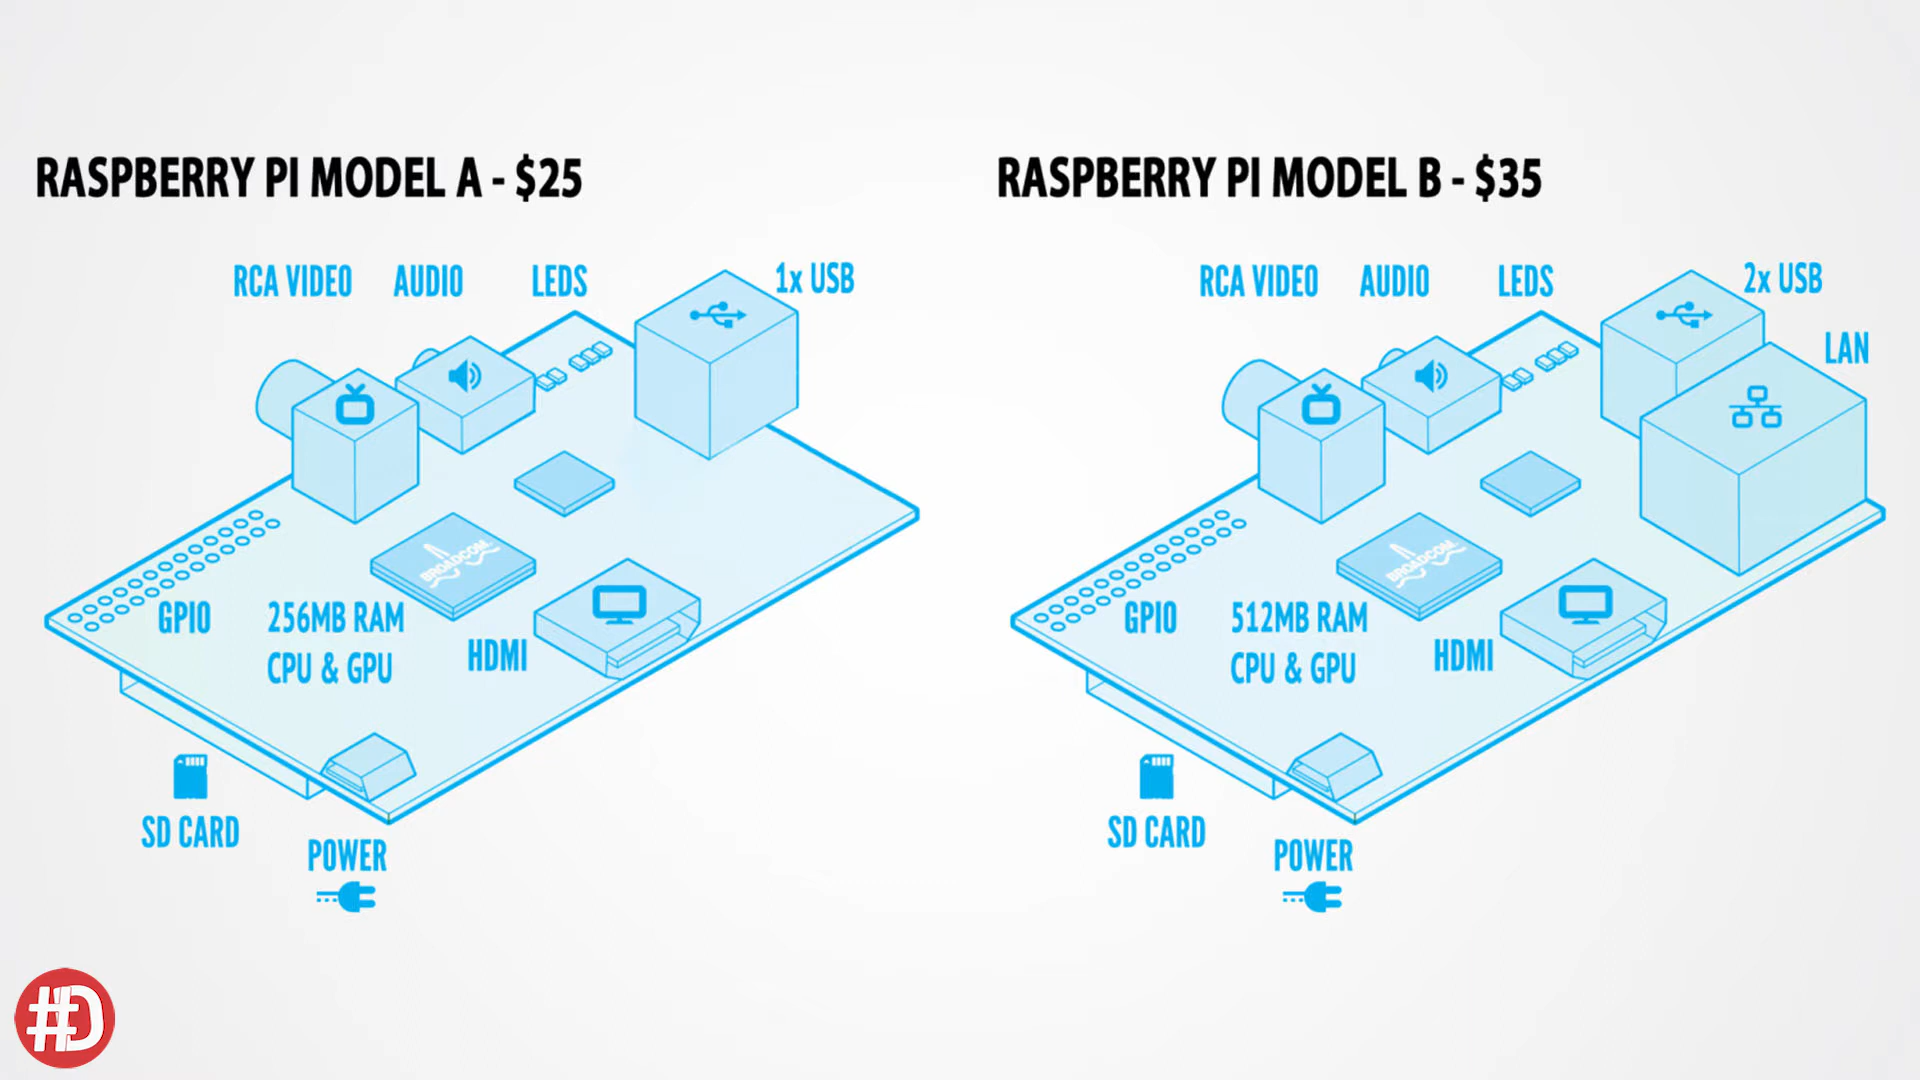 RASPBERRY PI MODEL A - $25
RCA VIDEO
AUDIO
LEDS
1x USB
BROADCOM
GPIO
256MB RAM
CPU & GPU
HDMI
SD CARD
POWER
RASPBERRY PI MODEL B - $35
RCA VIDEO
AUDIO
LEDS
2x USB
LAN
BROADCOM
GPIO
512MB RAM
CPU & GPU
HDMI
SD CARD
POWER
#D